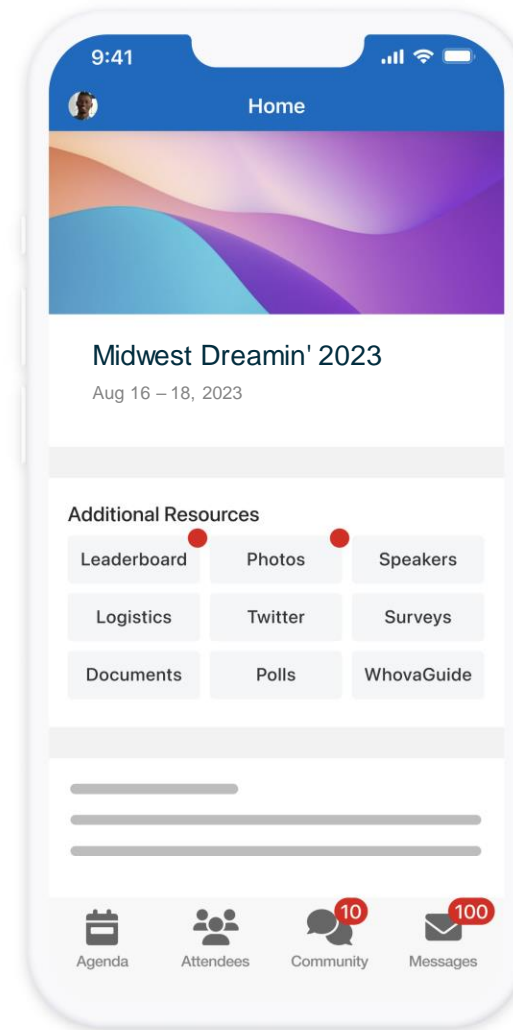 9:41
Home
Midwest Dreamin' 2023
Aug 16 – 18, 2023
Additional Resources
Leaderboard Photos Speakers
Logistics Twitter Surveys
Documents Polls WhovaGuide
10 100
Agenda Attendees Community Messages